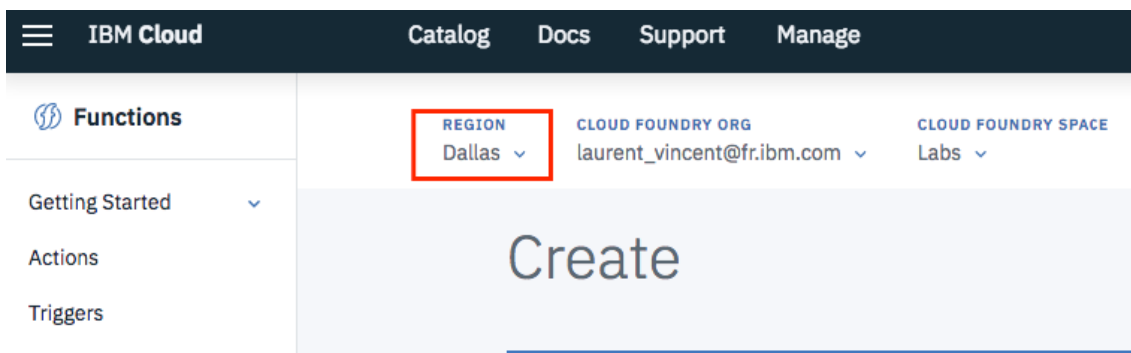 IBM Cloud Catalog Docs Support Manage
Functions
REGION CLOUD FOUNDRY ORG CLOUD FOUNDRY SPACE
Dallas laurent_vincent@fr.ibm.com Labs
Getting Started
Actions
Triggers
Create